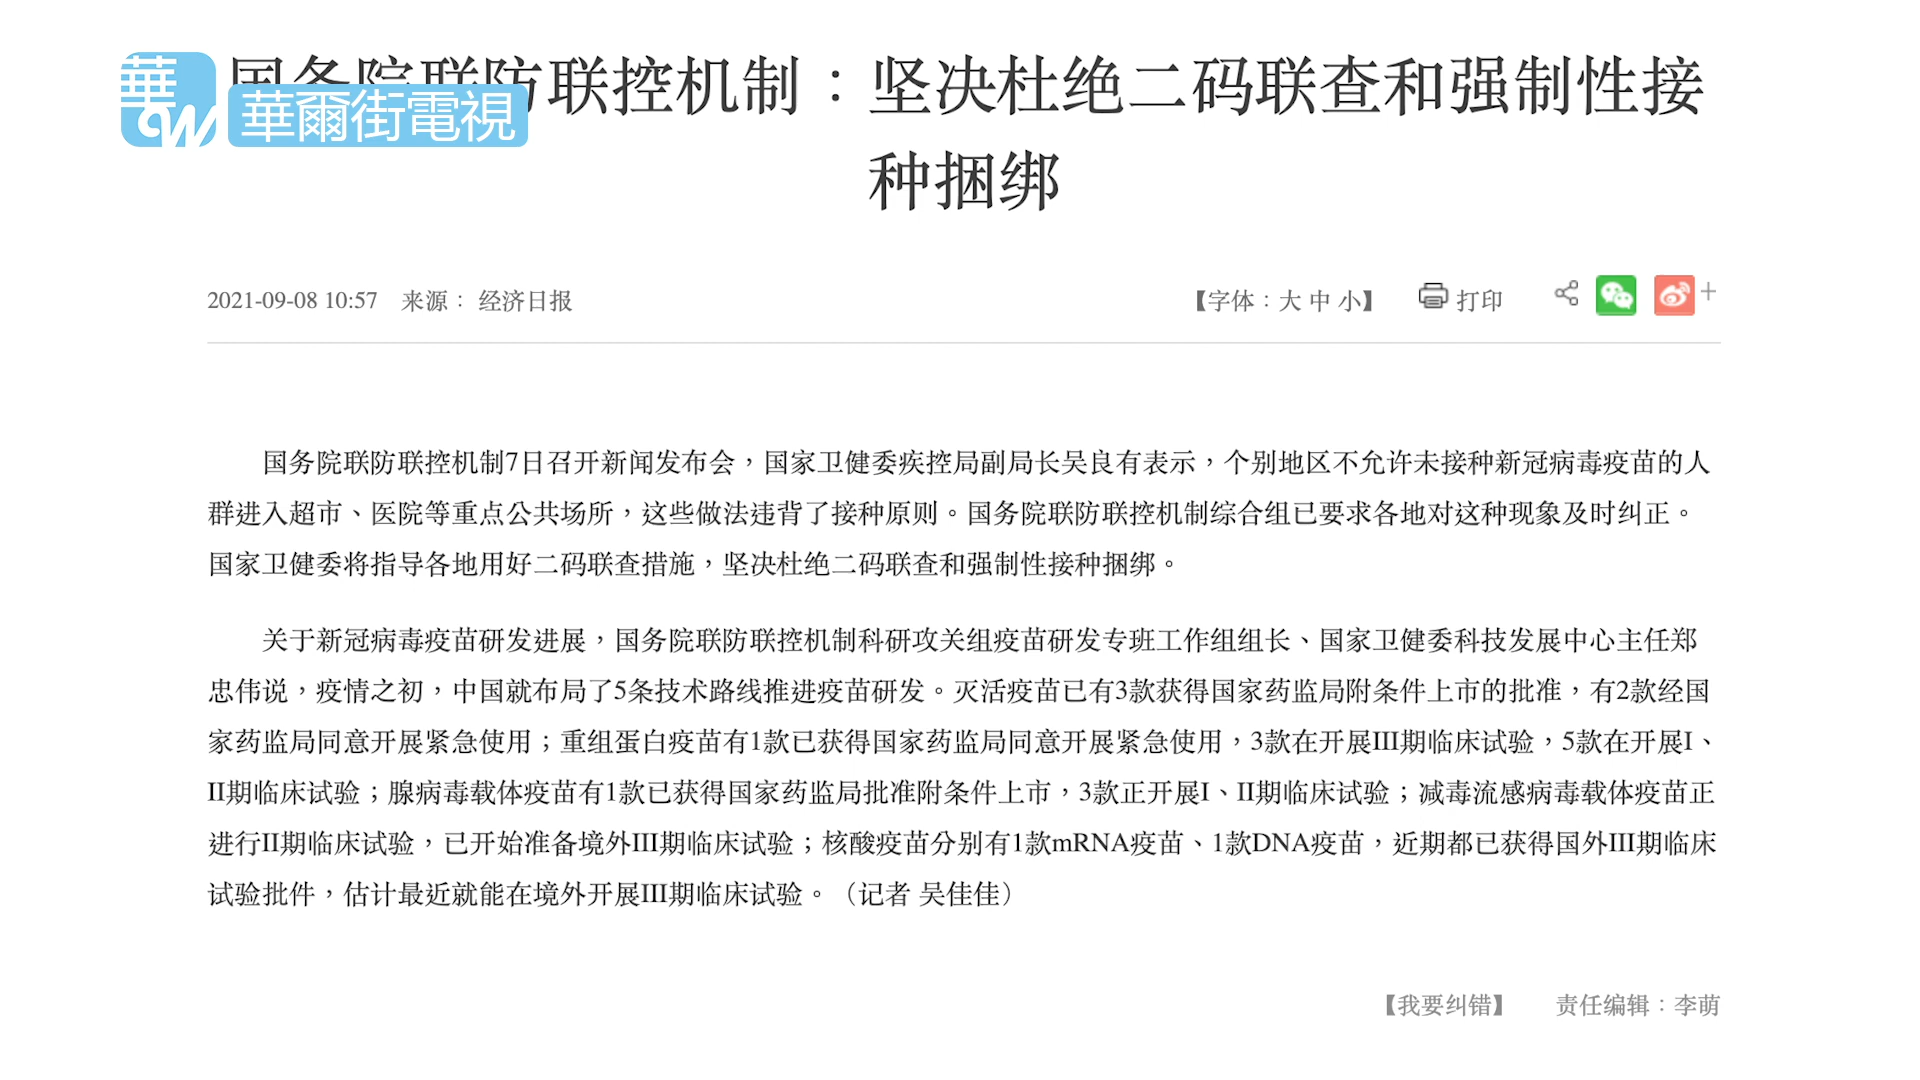 国务院联防联控机制：坚决杜绝二码联查和强制性接
華
華爾街電視
种捆绑
2021-09-08 10:57 来源： 经济日报 【字体：大 中 小】 打印
国务院联防联控机制7日召开新闻发布会，国家卫健委疾控局副局长吴良有表示，个别地区不允许未接种新冠病毒疫苗的人
群进入超市、医院等重点公共场所，这些做法违背了接种原则。国务院联防联控机制综合组已要求各地对这种现象及时纠正。
国家卫健委将指导各地用好二码联查措施，坚决杜绝二码联查和强制性接种捆绑。
关于新冠病毒疫苗研发进展，国务院联防联控机制科研攻关组疫苗研发专班工作组组长、国家卫健委科技发展中心主任郑
忠伟说，疫情之初，中国就布局了5条技术路线推进疫苗研发。灭活疫苗已有3款获得国家药监局附条件上市的批准，有2款经国
家药监局同意开展紧急使用；重组蛋白疫苗有1款已获得国家药监局同意开展紧急使用，3款在开展III期临床试验，5款在开展I、
II期临床试验；腺病毒载体疫苗有1款已获得国家药监局批准附条件上市，3款正开展I、II期临床试验；减毒流感病毒载体疫苗正
进行II期临床试验，已开始准备境外III期临床试验；核酸疫苗分别有1款mRNA疫苗、1款DNA疫苗，近期都已获得国外III期临床
试验批件，估计最近就能在境外开展III期临床试验。（记者 吴佳佳）
【我要纠错】 责任编辑：李萌